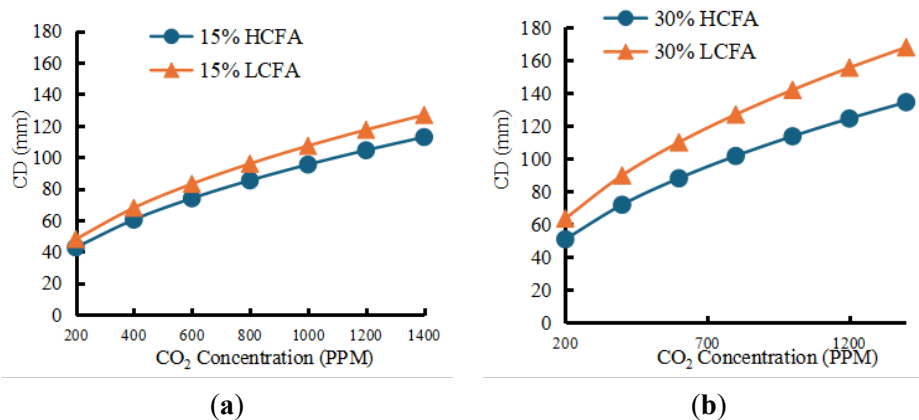 180
160
140
120
100
80
60
40
20
0
CD (mm)
15% HCFA
15% LCFA
200 400 600 800 1000 1200 1400
CO₂ Concentration (PPM)
(a)
180
160
140
120
100
80
60
40
20
0
CD (mm)
30% HCFA
30% LCFA
200 700 1200
CO₂ Concentration (PPM)
(b)